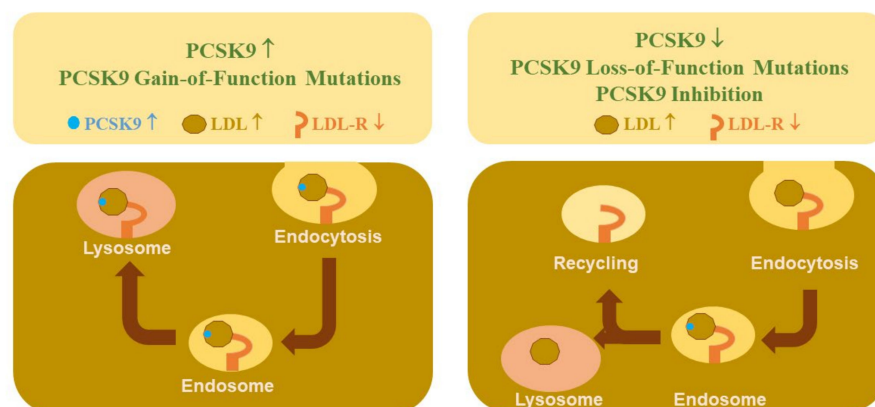 PCSK9 ↑
PCSK9 Gain-of-Function Mutations
PCSK9 ↑ LDL ↑ LDL-R ↓
Lysosome
Endocytosis
Endosome
PCSK9 ↓
PCSK9 Loss-of-Function Mutations
PCSK9 Inhibition
LDL ↑ LDL-R ↓
Recycling
Endocytosis
Lysosome
Endosome